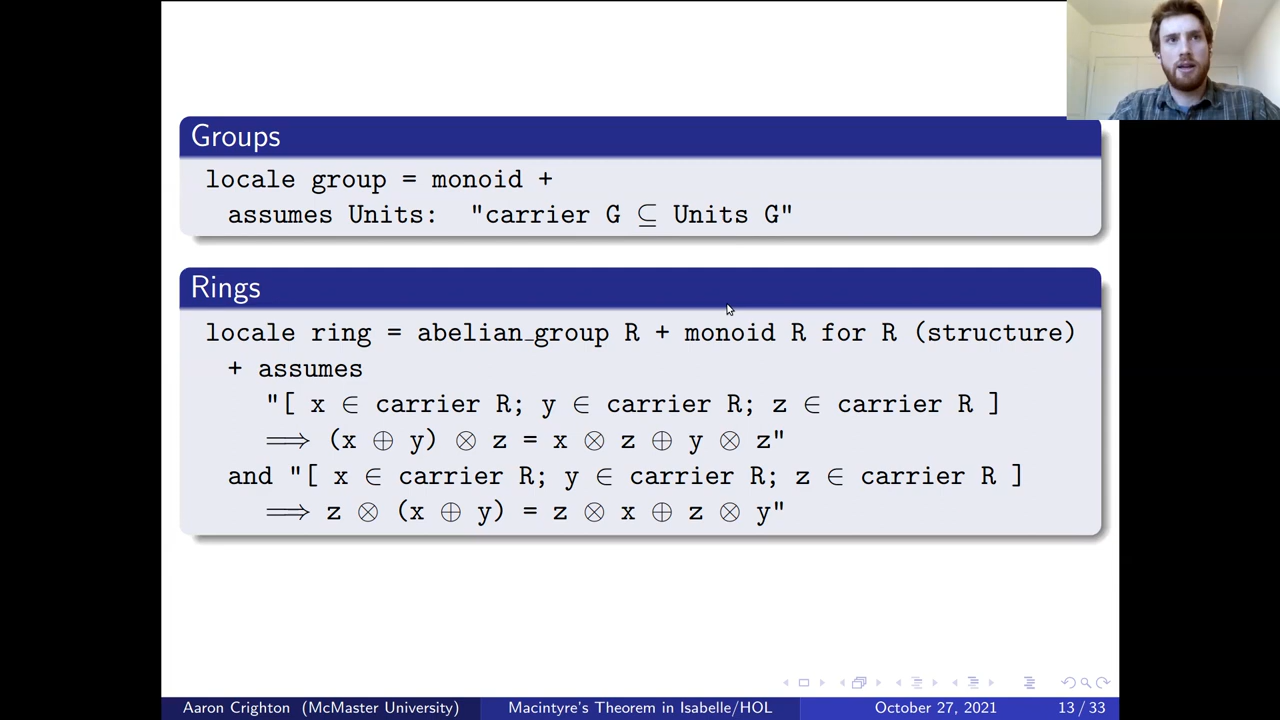 Groups
locale group = monoid +
assumes Units: "carrier G ⊆ Units G"
Rings
locale ring = abelian_group R + monoid R for R (structure)
+ assumes
"[ x ∈ carrier R; y ∈ carrier R; z ∈ carrier R ]
⟹ (x ⊕ y) ⊗ z = x ⊗ z ⊕ y ⊗ z"
and "[ x ∈ carrier R; y ∈ carrier R; z ∈ carrier R ]
⟹ z ⊗ (x ⊕ y) = z ⊗ x ⊕ z ⊗ y"
Aaron Crighton (McMaster University) Macintyre's Theorem in Isabelle/HOL October 27, 2021 13 / 33